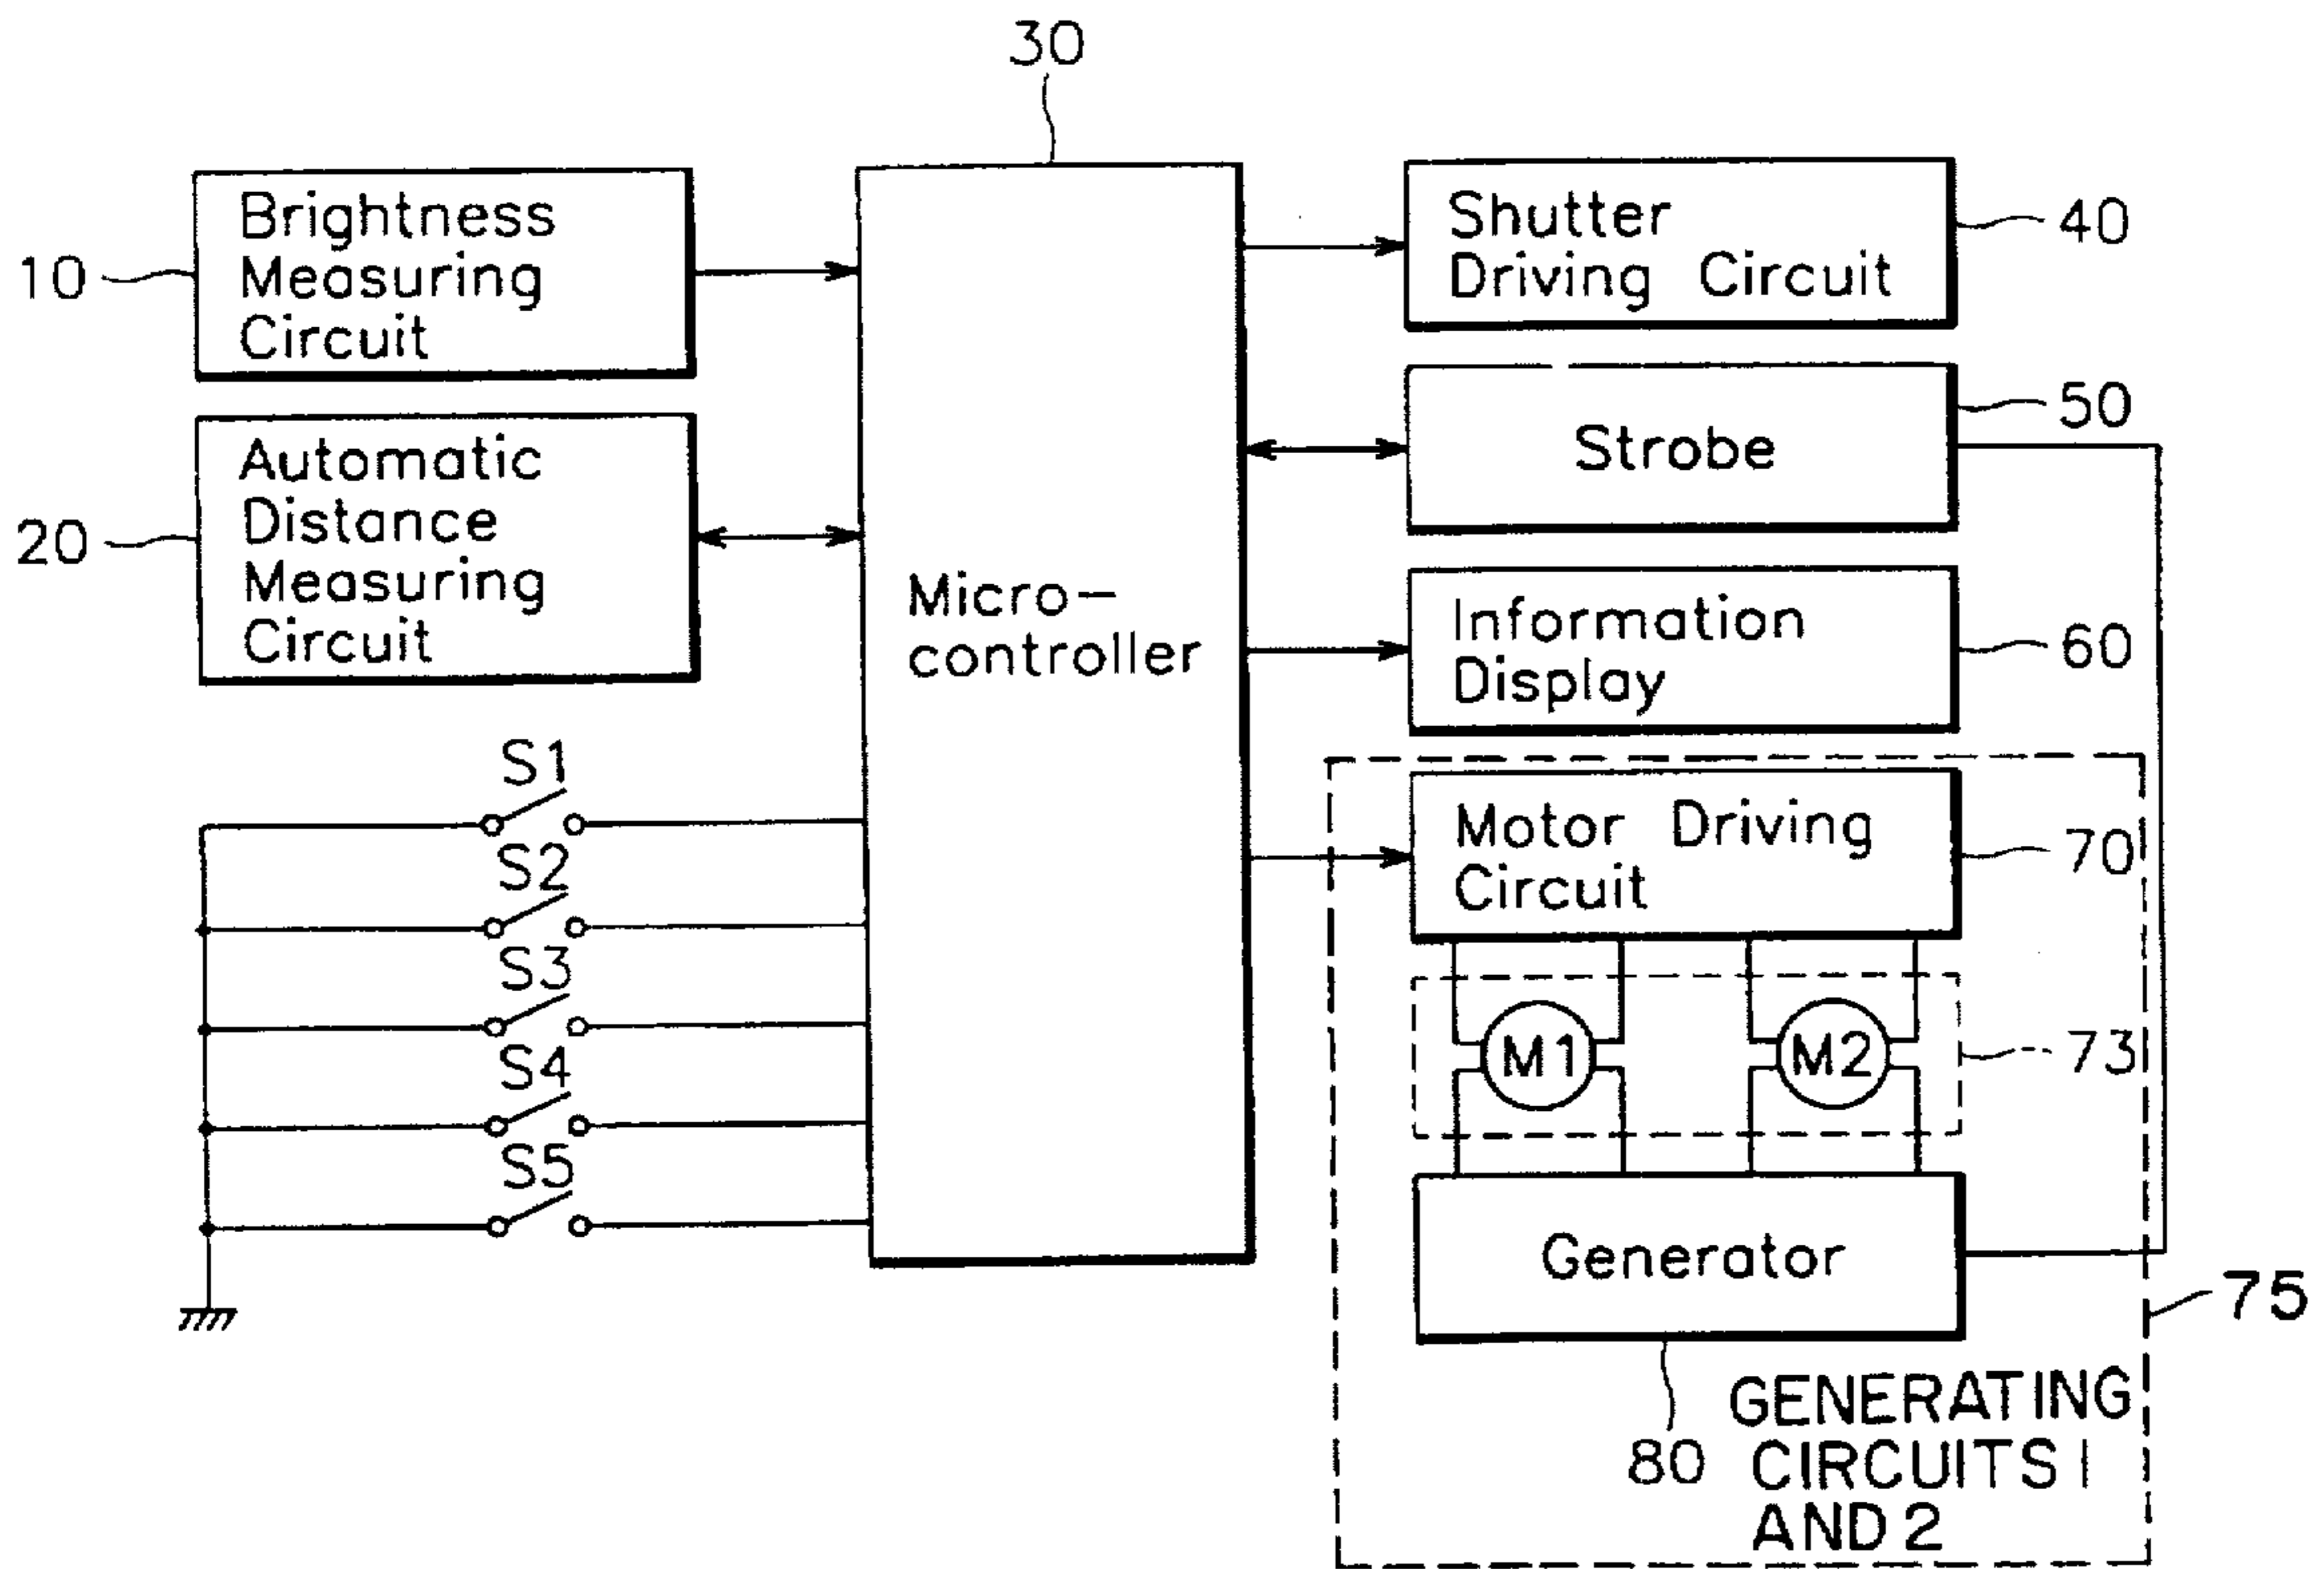 30
10
Brightness
Measuring
Circuit
20
Automatic
Distance
Measuring
Circuit
S1
S2
S3
S4
S5
Micro-
controller
Shutter
Driving Circuit
40
Strobe
50
Information
Display
60
Motor Driving
Circuit
70
M1
M2
73
Generator
75
80
GENERATING
CIRCUITS 1
AND 2